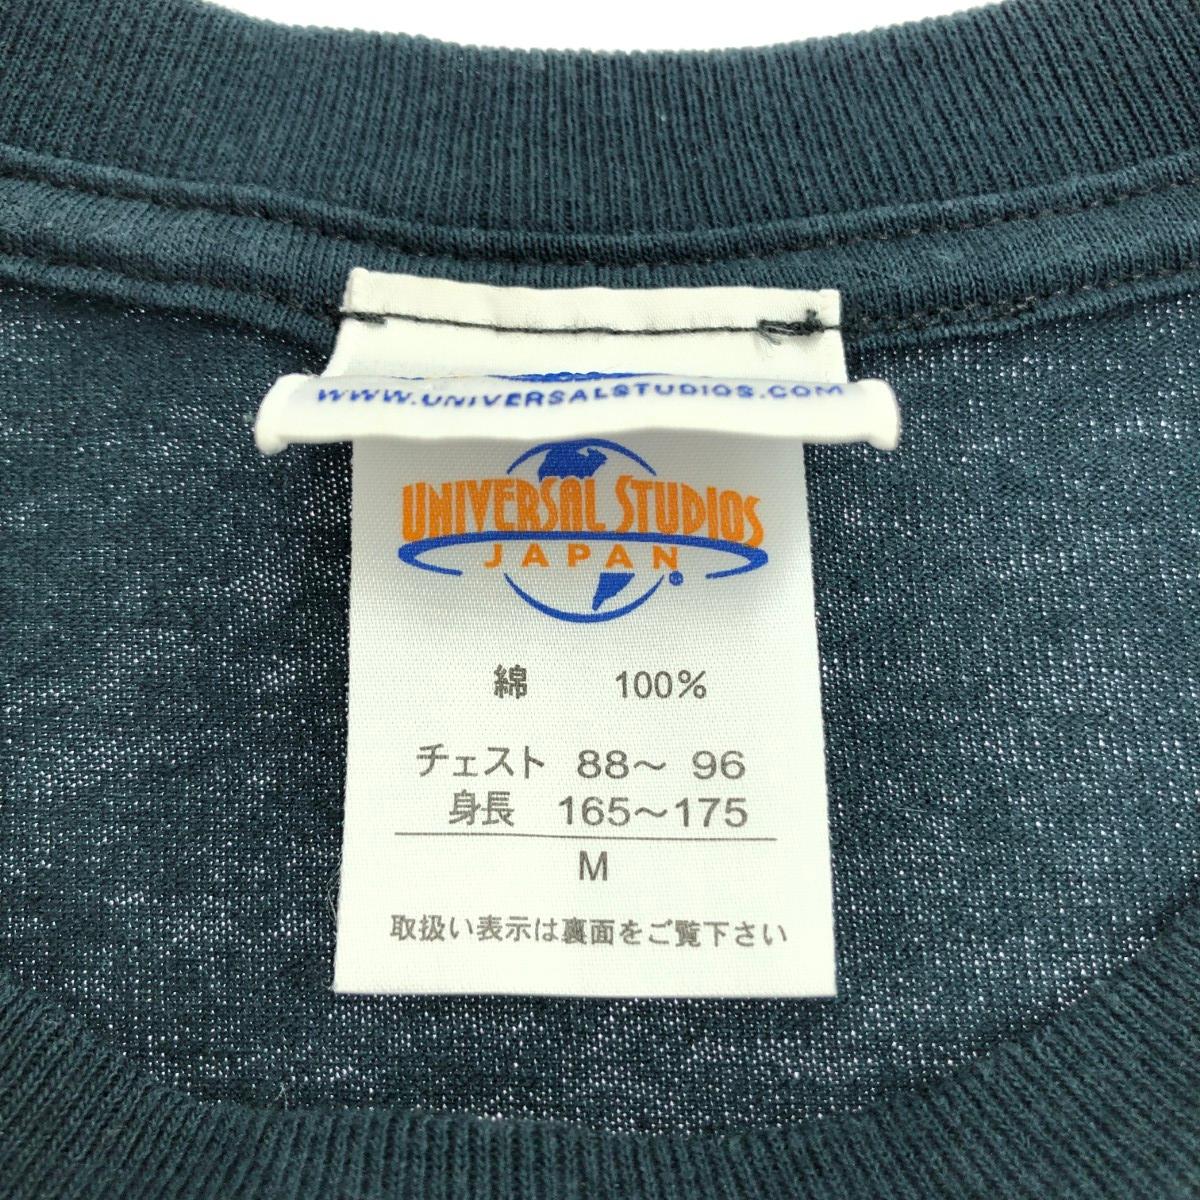 WWW.UNIVERSALSTUDIOS.COM
UNIVERSAL STUDIOS
JAPAN®
綿 100%
チェスト 88～ 96
身長 165～175
M
取扱い表示は裏面をご覧下さい